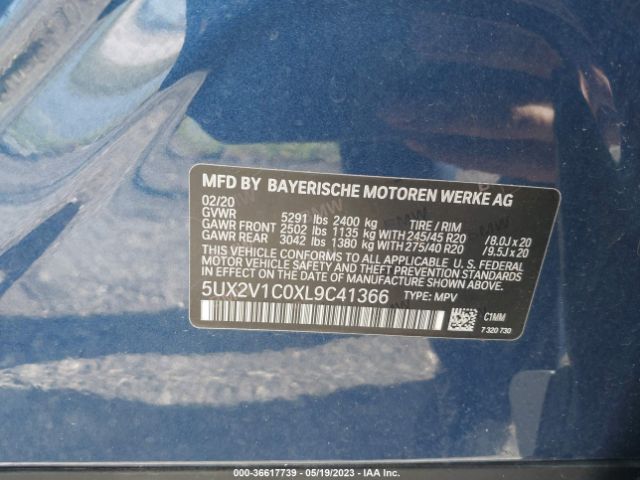 MFD BY BAYERISCHE MOTOREN WERKE AG
02/20
GVWR 5291 lbs 2400 kg TIRE / RIM
GAWR FRONT 2502 lbs 1135 kg WITH 245/45 R20 /8.0J x 20
GAWR REAR 3042 lbs 1380 kg WITH 275/40 R20 /9.5J x 20
THIS VEHICLE CONFORMS TO ALL APPLICABLE U. S. FEDERAL
MOTOR VEHICLE SAFETY STANDARDS IN EFFECT ON THE DATE OF
MANUFACTURE SHOWN ABOVE.
5UX2V1C0XL9C41366 TYPE: MPV
C1MM
7 320 730
000-36617739 - 05/19/2023 - IAA Inc.